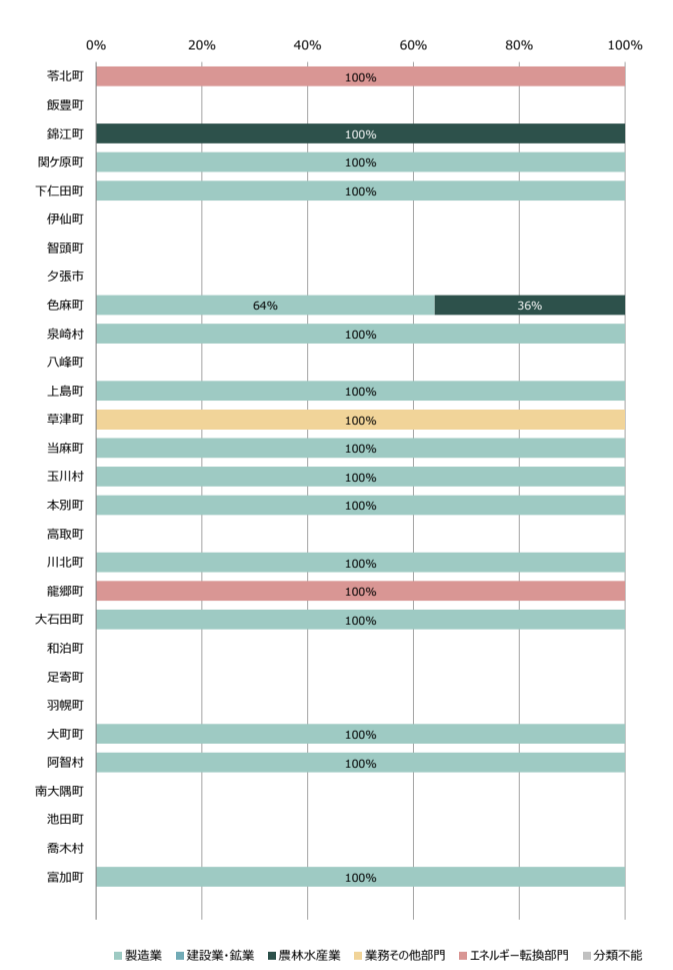 0% 20% 40% 60% 80% 100%
苓北町 100%
飯豊町
錦江町 100%
関ケ原町 100%
下仁田町 100%
伊仙町
智頭町
夕張市
色麻町 64% 36%
泉崎村 100%
八峰町
上島町 100%
草津町 100%
当麻町 100%
玉川村 100%
本別町 100%
高取町
川北町 100%
龍郷町 100%
大石田町 100%
和泊町
足寄町
羽幌町
大町町 100%
阿智村 100%
南大隅町
池田町
喬木村
富加町 100%
製造業 建設業・鉱業 農林水産業 業務その他部門 エネルギー転換部門 分類不能